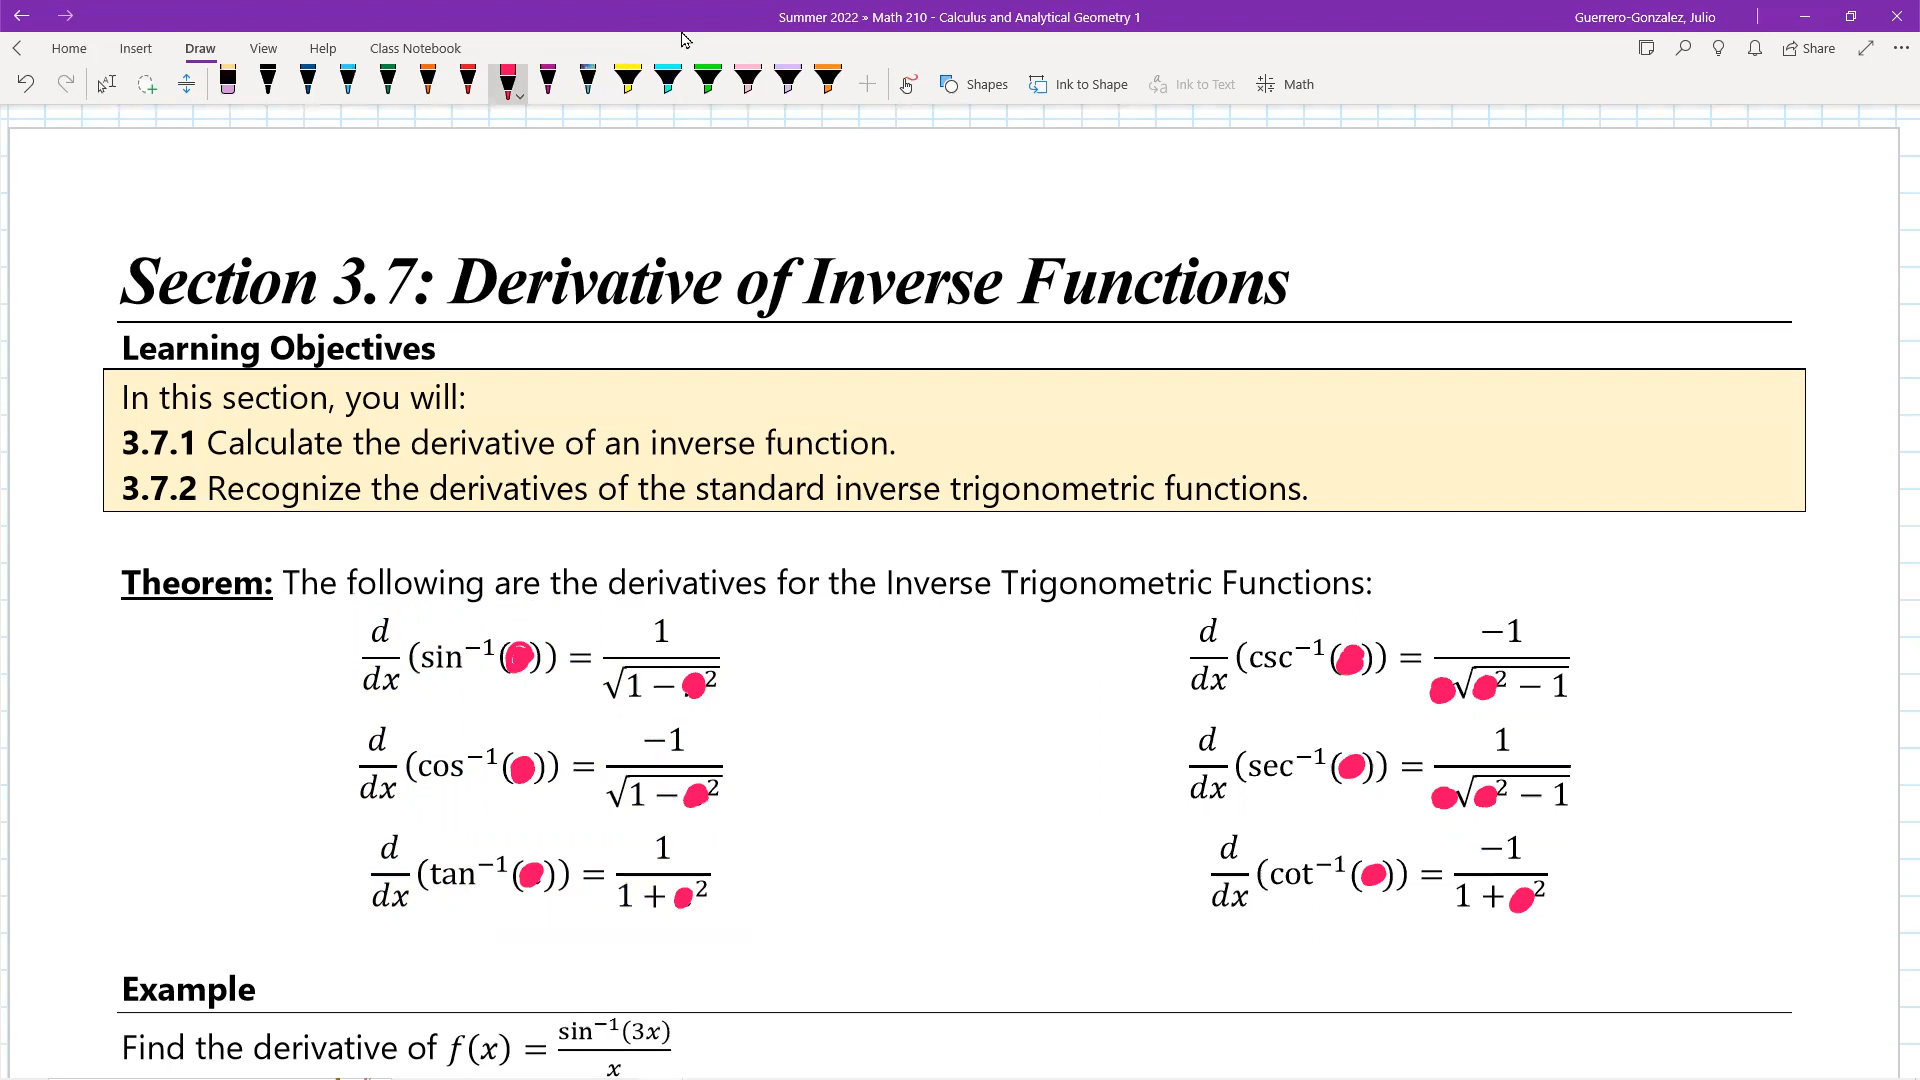 Summer 2022 » Math 210 - Calculus and Analytical Geometry 1
Guerrero-Gonzalez, Julio
Home Insert Draw View Help Class Notebook
Share
Shapes Ink to Shape Ink to Text Math
Section 3.7: Derivative of Inverse Functions
Learning Objectives
In this section, you will:
3.7.1 Calculate the derivative of an inverse function.
3.7.2 Recognize the derivatives of the standard inverse trigonometric functions.
Theorem: The following are the derivatives for the Inverse Trigonometric Functions:
d/dx (sin⁻¹( )) = 1/√(1 − ²)
d/dx (csc⁻¹( )) = −1/( √( ² − 1))
d/dx (cos⁻¹( )) = −1/√(1 − ²)
d/dx (sec⁻¹( )) = 1/( √( ² − 1))
d/dx (tan⁻¹( )) = 1/(1 + ²)
d/dx (cot⁻¹( )) = −1/(1 + ²)
Example
Find the derivative of f(x) = sin⁻¹(3x)/x